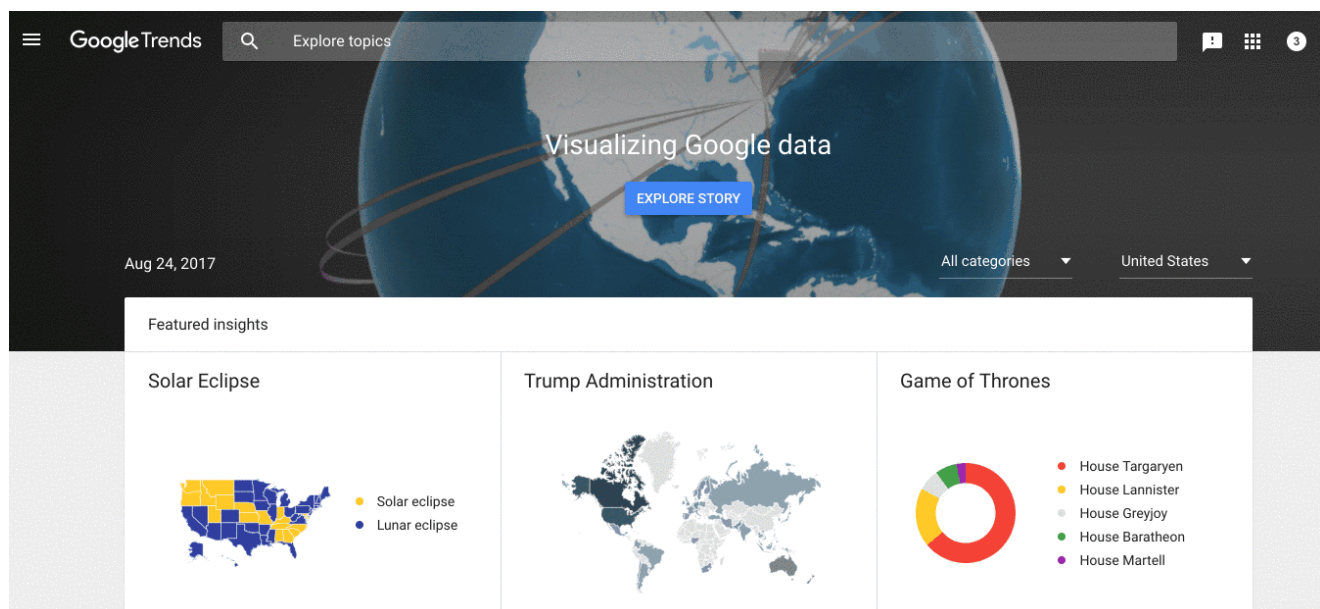 Google Trends
Explore topics
3
Visualizing Google data
EXPLORE STORY
Aug 24, 2017
All categories
United States
Featured insights
Solar Eclipse
Solar eclipse
Lunar eclipse
Trump Administration
Game of Thrones
House Targaryen
House Lannister
House Greyjoy
House Baratheon
House Martell